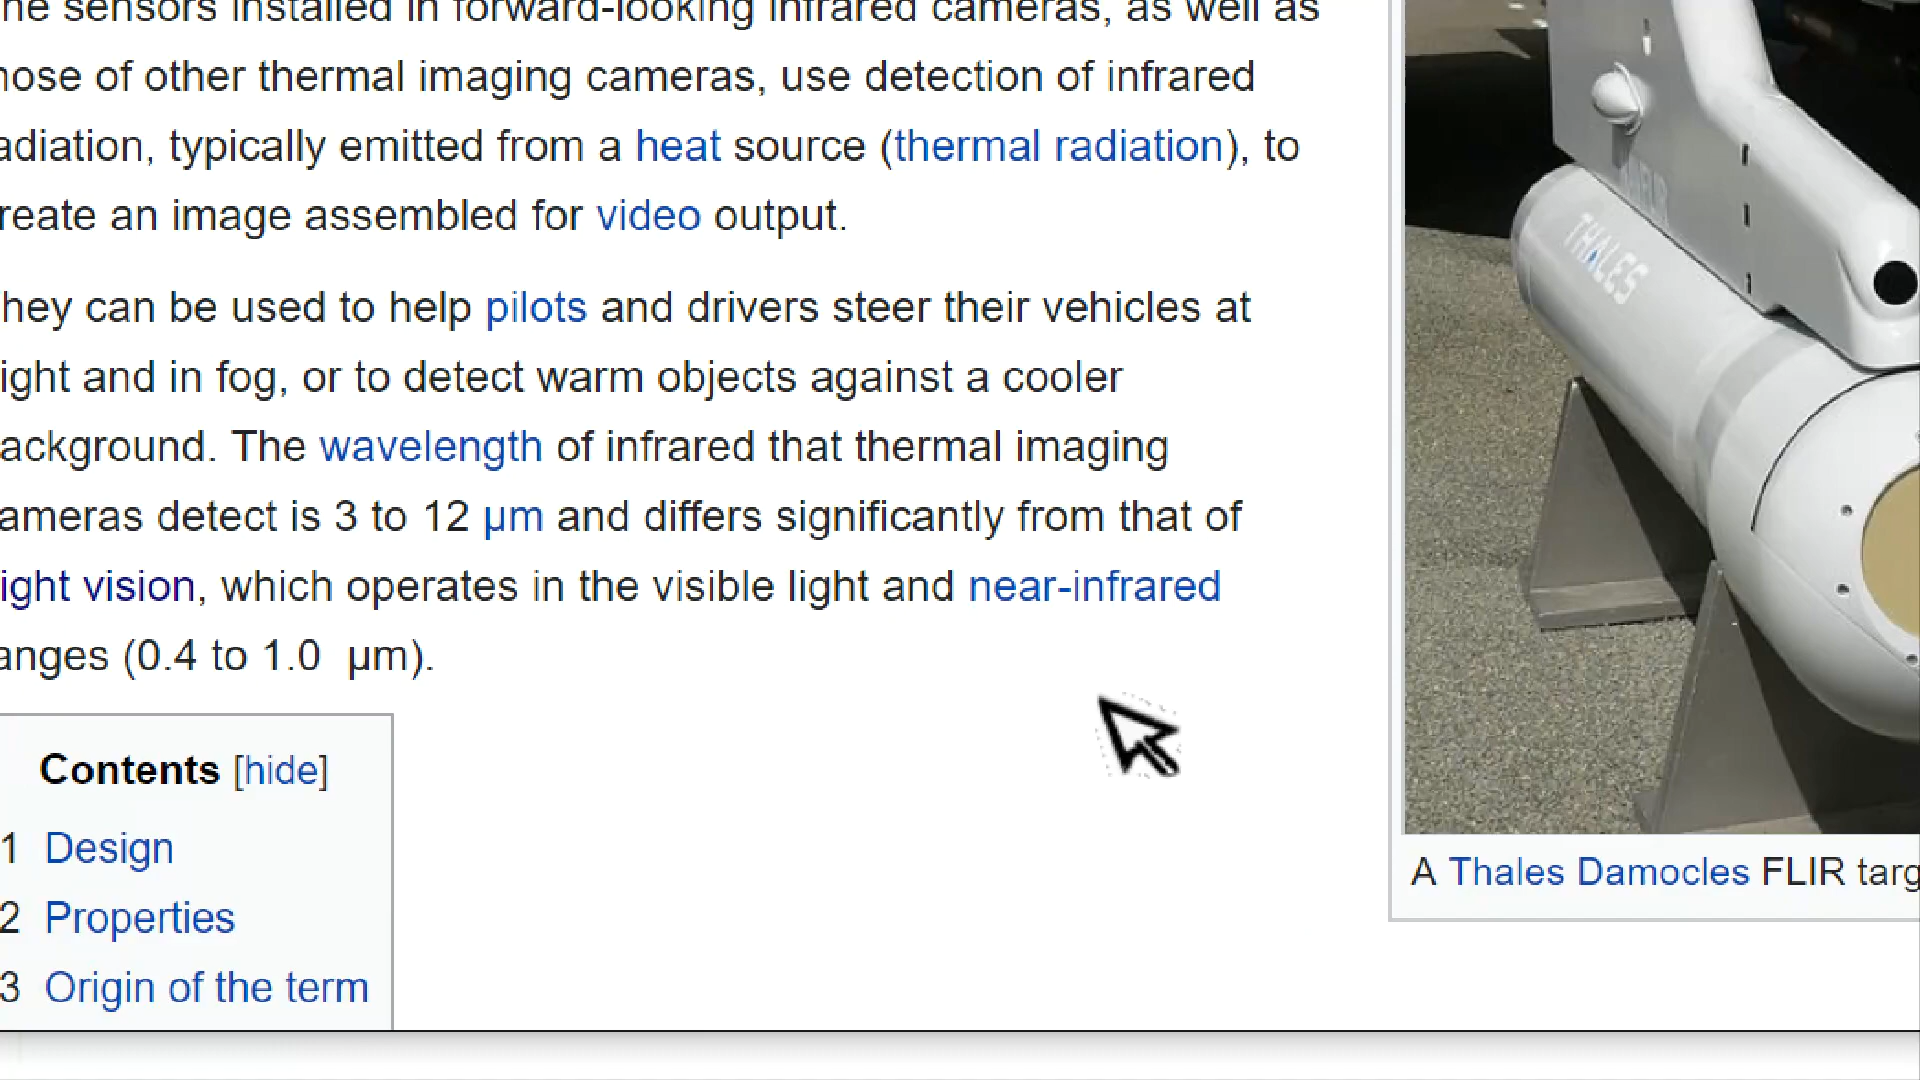 ne sensors installed in forward-looking infrared cameras, as well as
hose of other thermal imaging cameras, use detection of infrared
adiation, typically emitted from a heat source (thermal radiation), to
reate an image assembled for video output.
hey can be used to help pilots and drivers steer their vehicles at
ight and in fog, or to detect warm objects against a cooler
ackground. The wavelength of infrared that thermal imaging
ameras detect is 3 to 12 µm and differs significantly from that of
ight vision, which operates in the visible light and near-infrared
anges (0.4 to 1.0 µm).
Contents [hide]
1 Design
2 Properties
3 Origin of the term
THALES
A Thales Damocles FLIR targ